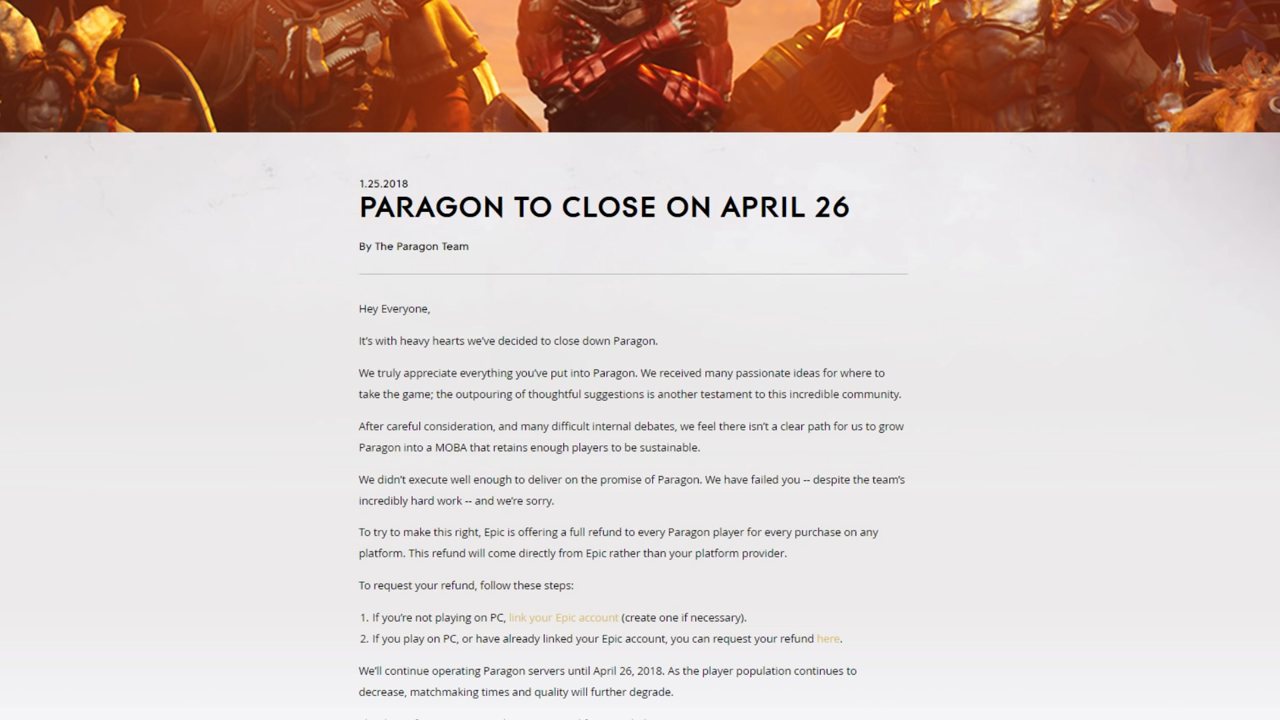 1.25.2018
PARAGON TO CLOSE ON APRIL 26
By The Paragon Team
Hey Everyone,
It's with heavy hearts we've decided to close down Paragon.
We truly appreciate everything you've put into Paragon. We received many passionate ideas for where to
take the game; the outpouring of thoughtful suggestions is another testament to this incredible community.
After careful consideration, and many difficult internal debates, we feel there isn't a clear path for us to grow
Paragon into a MOBA that retains enough players to be sustainable.
We didn't execute well enough to deliver on the promise of Paragon. We have failed you -- despite the team's
incredibly hard work -- and we're sorry.
To try to make this right, Epic is offering a full refund to every Paragon player for every purchase on any
platform. This refund will come directly from Epic rather than your platform provider.
To request your refund, follow these steps:
1. If you're not playing on PC, link your Epic account (create one if necessary).
2. If you play on PC, or have already linked your Epic account, you can request your refund here.
We'll continue operating Paragon servers until April 26, 2018. As the player population continues to
decrease, matchmaking times and quality will further degrade.